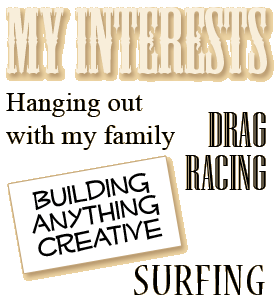 MY INTERESTS
Hanging out
with my family
DRAG
RACING
BUILDING
ANYTHING
CREATIVE
SURFING